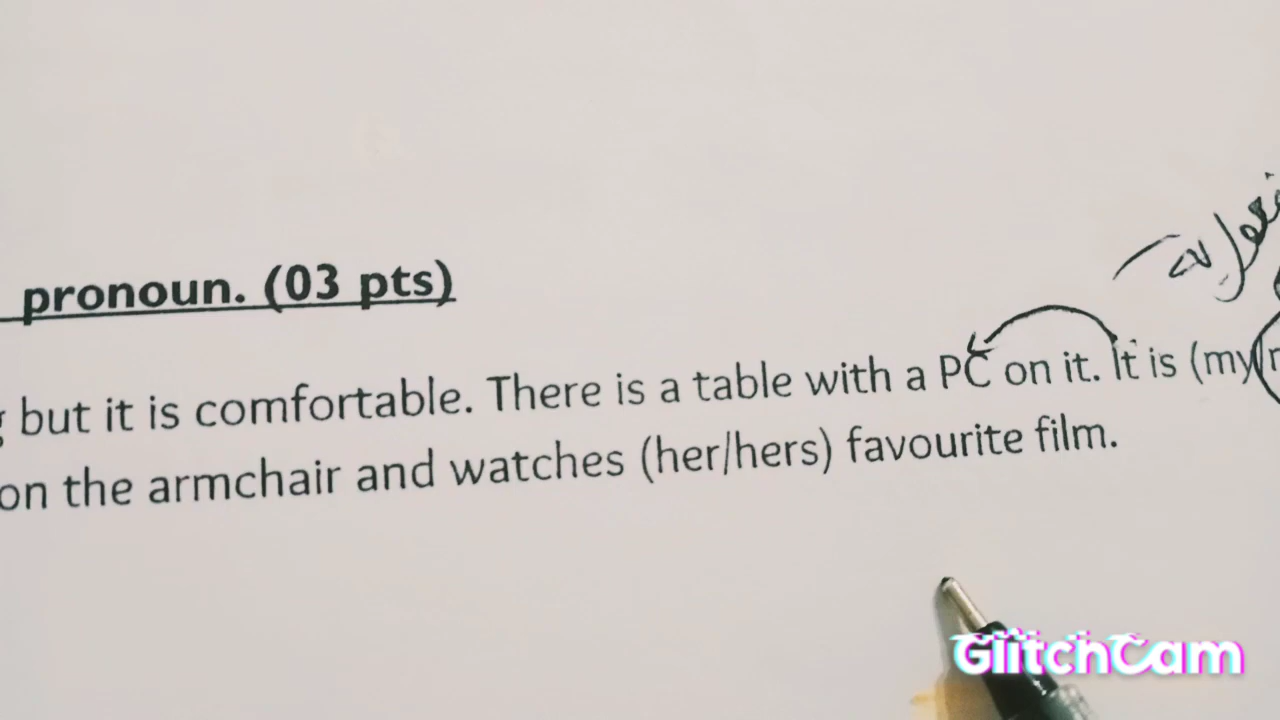 pronoun. (03 pts)
but it is comfortable. There is a table with a PC on it. It is (my/
on the armchair and watches (her/hers) favourite film.
GlitchCam